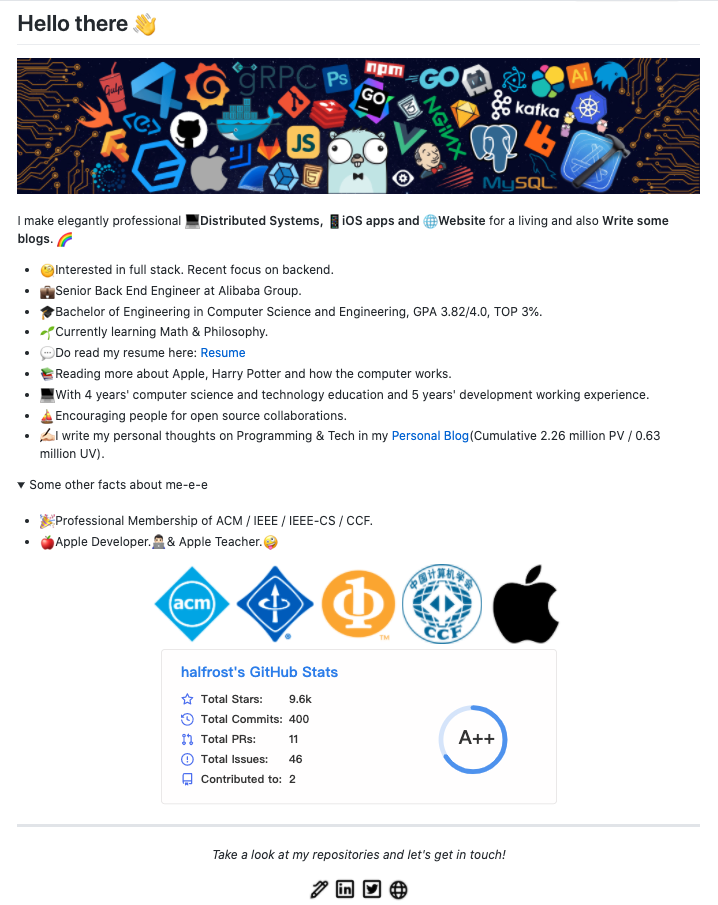 Hello there 👋
Gulp
gRPC
Ps
npm
GO
Ai
GO
kafka
JS
NGINX
MySQL
I make elegantly professional 💻Distributed Systems, 📱iOS apps and 🌐Website for a living and also Write some
blogs. 🌈
🧐Interested in full stack. Recent focus on backend.
💼Senior Back End Engineer at Alibaba Group.
🎓Bachelor of Engineering in Computer Science and Engineering, GPA 3.82/4.0, TOP 3%.
🌱Currently learning Math & Philosophy.
💬Do read my resume here: Resume
📚Reading more about Apple, Harry Potter and how the computer works.
💻With 4 years' computer science and technology education and 5 years' development working experience.
⛵Encouraging people for open source collaborations.
✍🏻I write my personal thoughts on Programming & Tech in my Personal Blog(Cumulative 2.26 million PV / 0.63
million UV).
▼ Some other facts about me-e-e
🎉Professional Membership of ACM / IEEE / IEEE-CS / CCF.
🍎Apple Developer.👨🏻‍💻& Apple Teacher.🤪
acm
TM
中国计算机学会
CCF
halfrost's GitHub Stats
Total Stars: 9.6k
Total Commits: 400
Total PRs: 11
Total Issues: 46
Contributed to: 2
A++
Take a look at my repositories and let's get in touch!
in